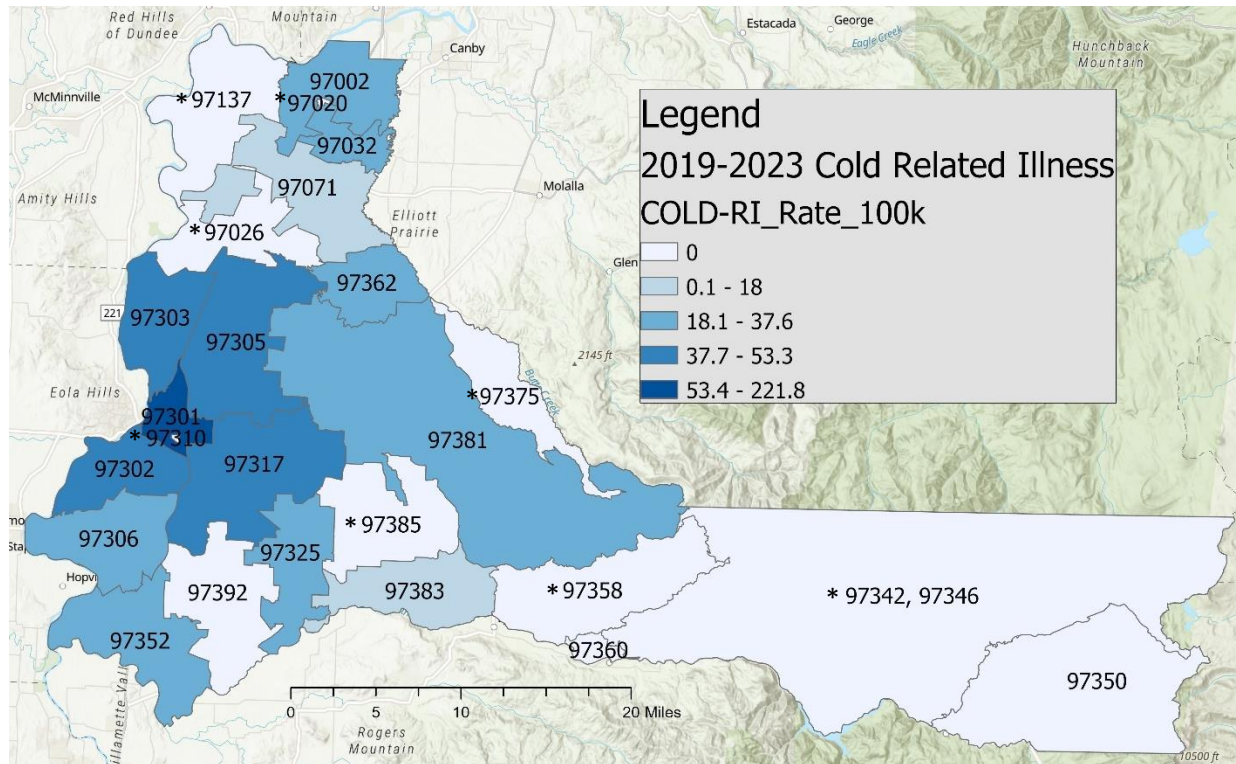 Red Hills
of Dundee
Mountain
Canby
Estacada
George
Eagle Creek
Hunchback
Mountain
McMinnville
* 97137
97002
* 97020
97032
Legend
2019-2023 Cold Related Illness
COLD-RI_Rate_100k
0
0.1 - 18
18.1 - 37.6
37.7 - 53.3
53.4 - 221.8
97071
Molalla
Amity Hills
Elliott
Prairie
* 97026
Glen
97362
221
97303
97305
2145 ft
Eola Hills
* 97375
97301
* 97310
97381
97302
97317
97306
* 97385
97325
Hopvi
97392
97383
* 97358
* 97342, 97346
97352
97360
97350
0
5
10
20 Miles
Rogers
Mountain
10500 ft